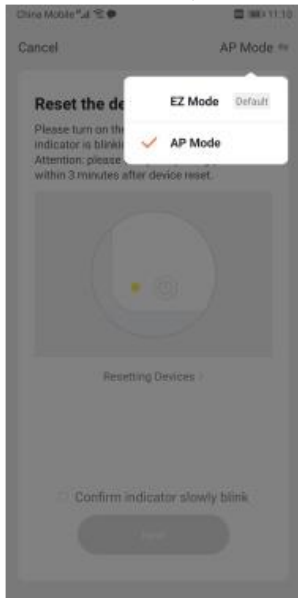 China Mobile
11:10
Cancel
AP Mode
Reset the de
EZ Mode Default
Please turn on the
indicator is blinki
AP Mode
Attention: please
within 3 minutes after device reset.
Resetting Devices >
Confirm indicator slowly blink
Next